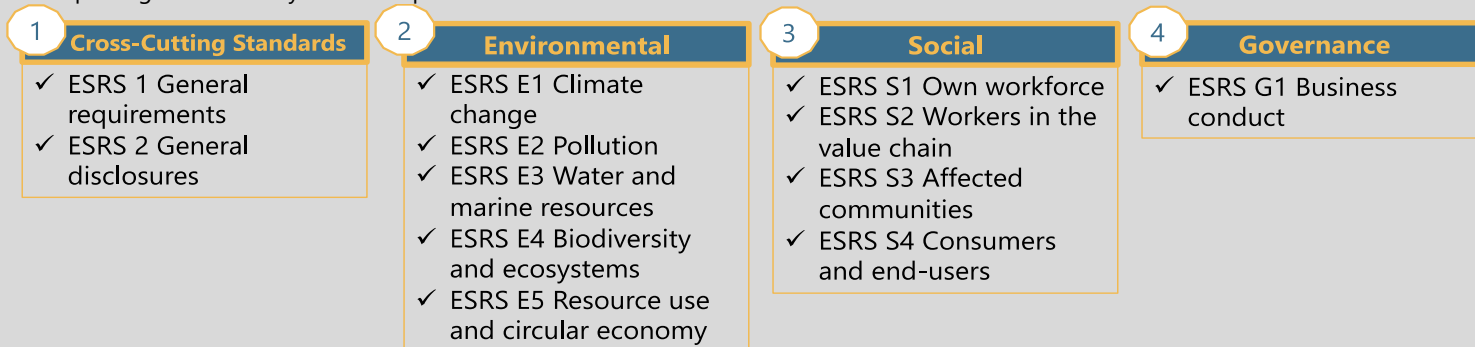 1
Cross-Cutting Standards
✓ ESRS 1 General
requirements
✓ ESRS 2 General
disclosures
2
Environmental
✓ ESRS E1 Climate
change
✓ ESRS E2 Pollution
✓ ESRS E3 Water and
marine resources
✓ ESRS E4 Biodiversity
and ecosystems
✓ ESRS E5 Resource use
and circular economy
3
Social
✓ ESRS S1 Own workforce
✓ ESRS S2 Workers in the
value chain
✓ ESRS S3 Affected
communities
✓ ESRS S4 Consumers
and end-users
4
Governance
✓ ESRS G1 Business
conduct